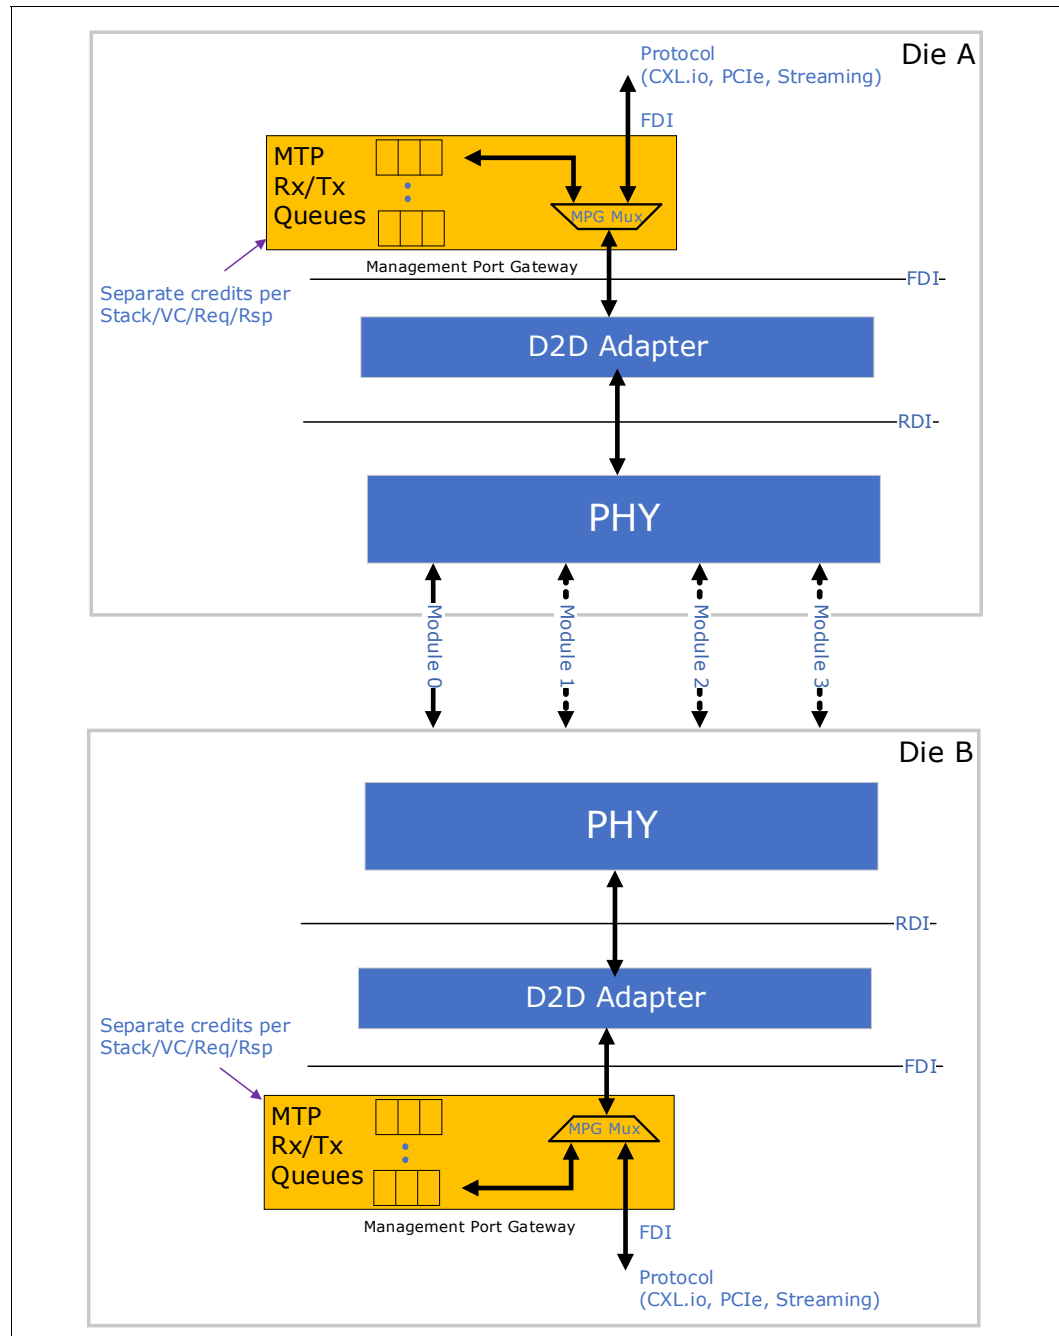 Die A
Protocol
(CXL.io, PCIe, Streaming)
FDI
MTP
Rx/Tx
Queues
MPG Mux
Management Port Gateway
FDI
Separate credits per
Stack/VC/Req/Rsp
D2D Adapter
RDI
PHY
Module 0
Module 1
Module 2
Module 3
Die B
PHY
RDI
D2D Adapter
Separate credits per
Stack/VC/Req/Rsp
FDI
MTP
Rx/Tx
Queues
MPG Mux
Management Port Gateway
FDI
Protocol
(CXL.io, PCIe, Streaming)